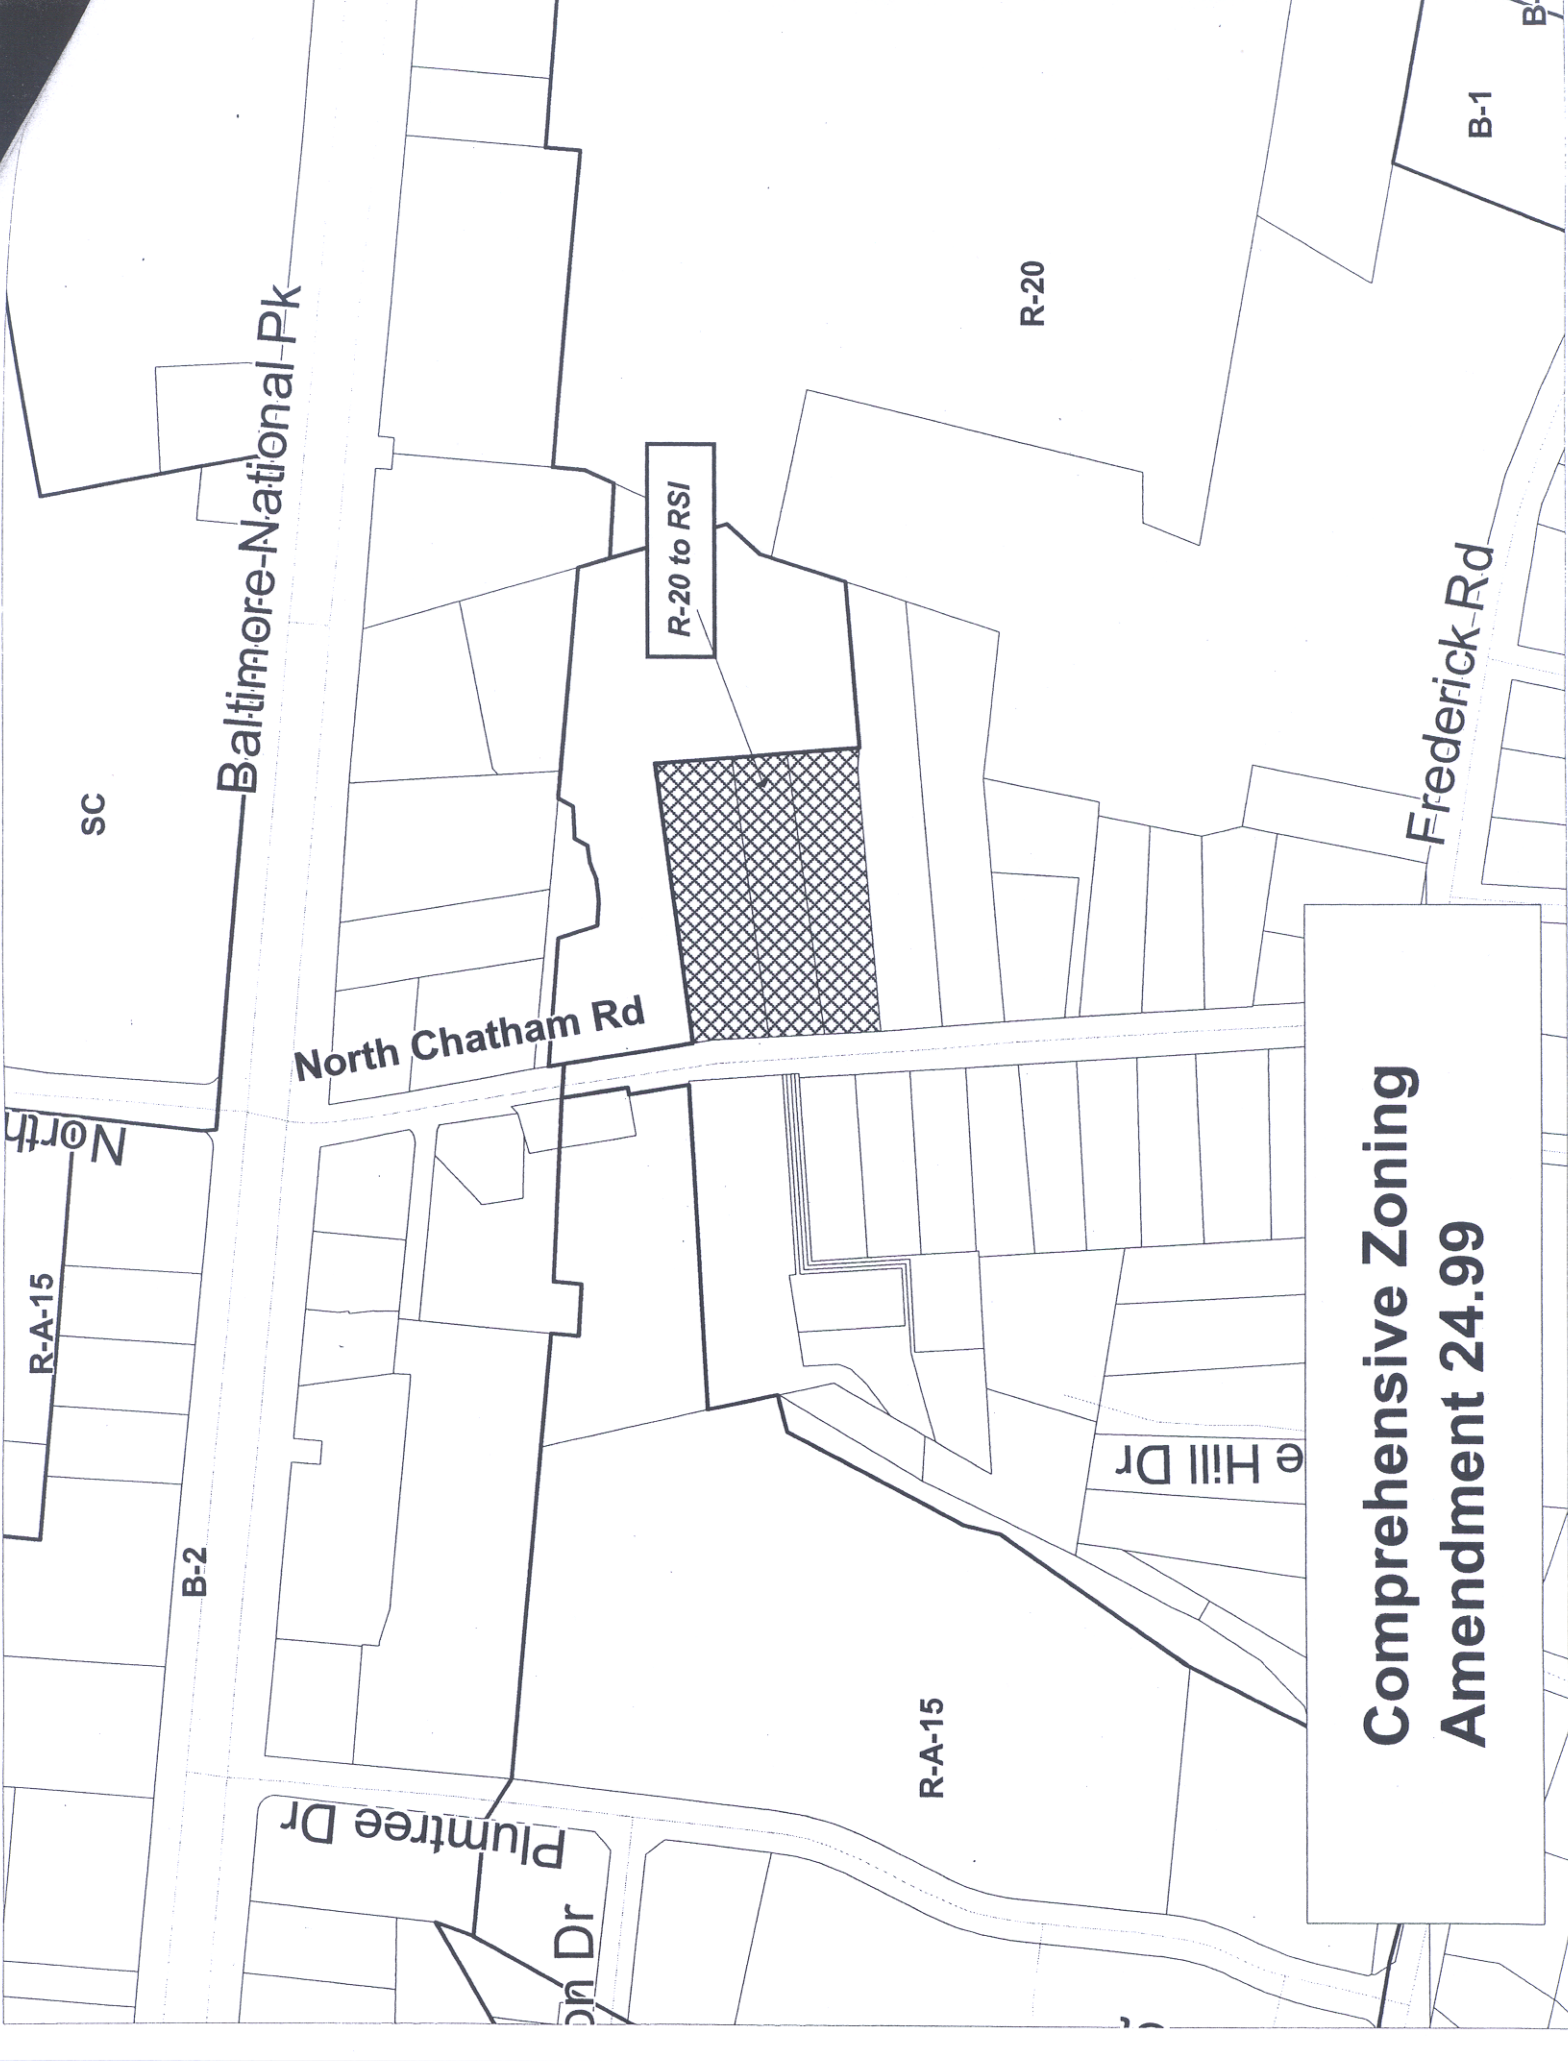 SC
Baltimore National Pk
B-1
R-20
R-20 to RSI
Frederick Rd
North Chatham Rd
North
R-A-15
B-2
e Hill Dr
R-A-15
Plumtree Dr
on Dr
Comprehensive Zoning
Amendment 24.99